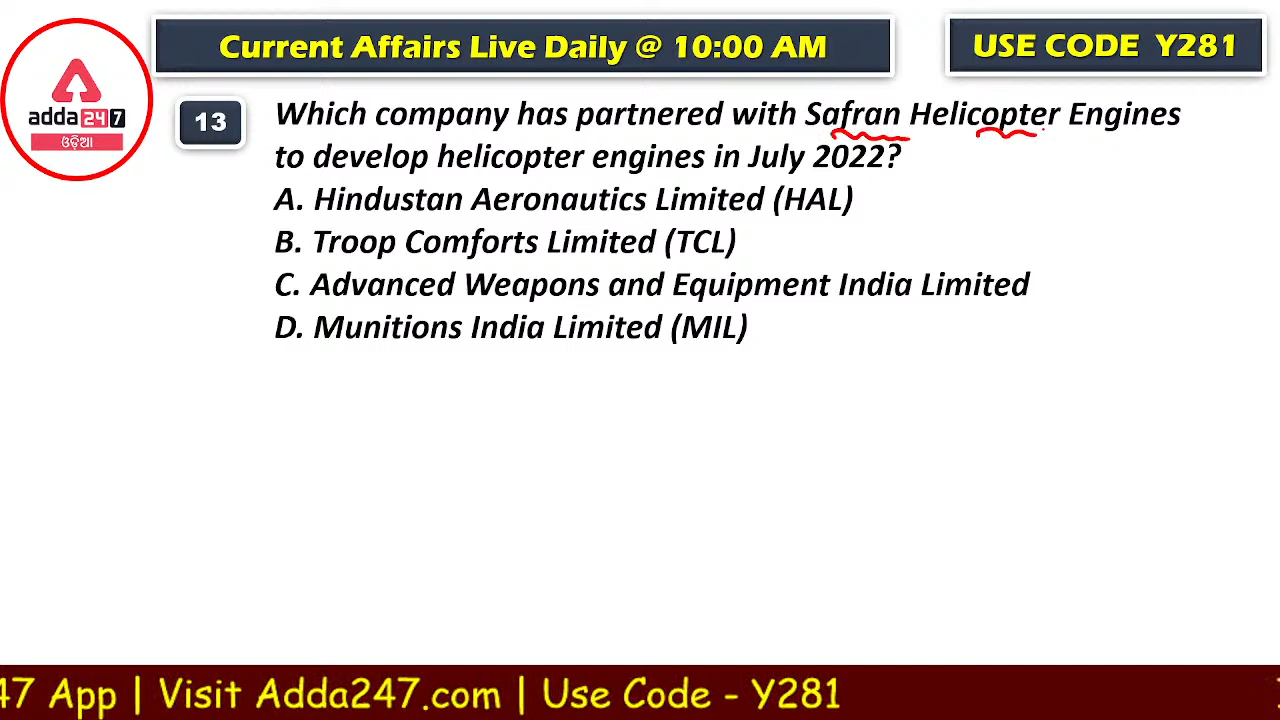 Current Affairs Live Daily @ 10:00 AM
USE CODE Y281
adda 24 7
ଓଡ଼ିଆ
13
Which company has partnered with Safran Helicopter Engines
to develop helicopter engines in July 2022?
A. Hindustan Aeronautics Limited (HAL)
B. Troop Comforts Limited (TCL)
C. Advanced Weapons and Equipment India Limited
D. Munitions India Limited (MIL)
47 App | Visit Adda247.com | Use Code - Y281